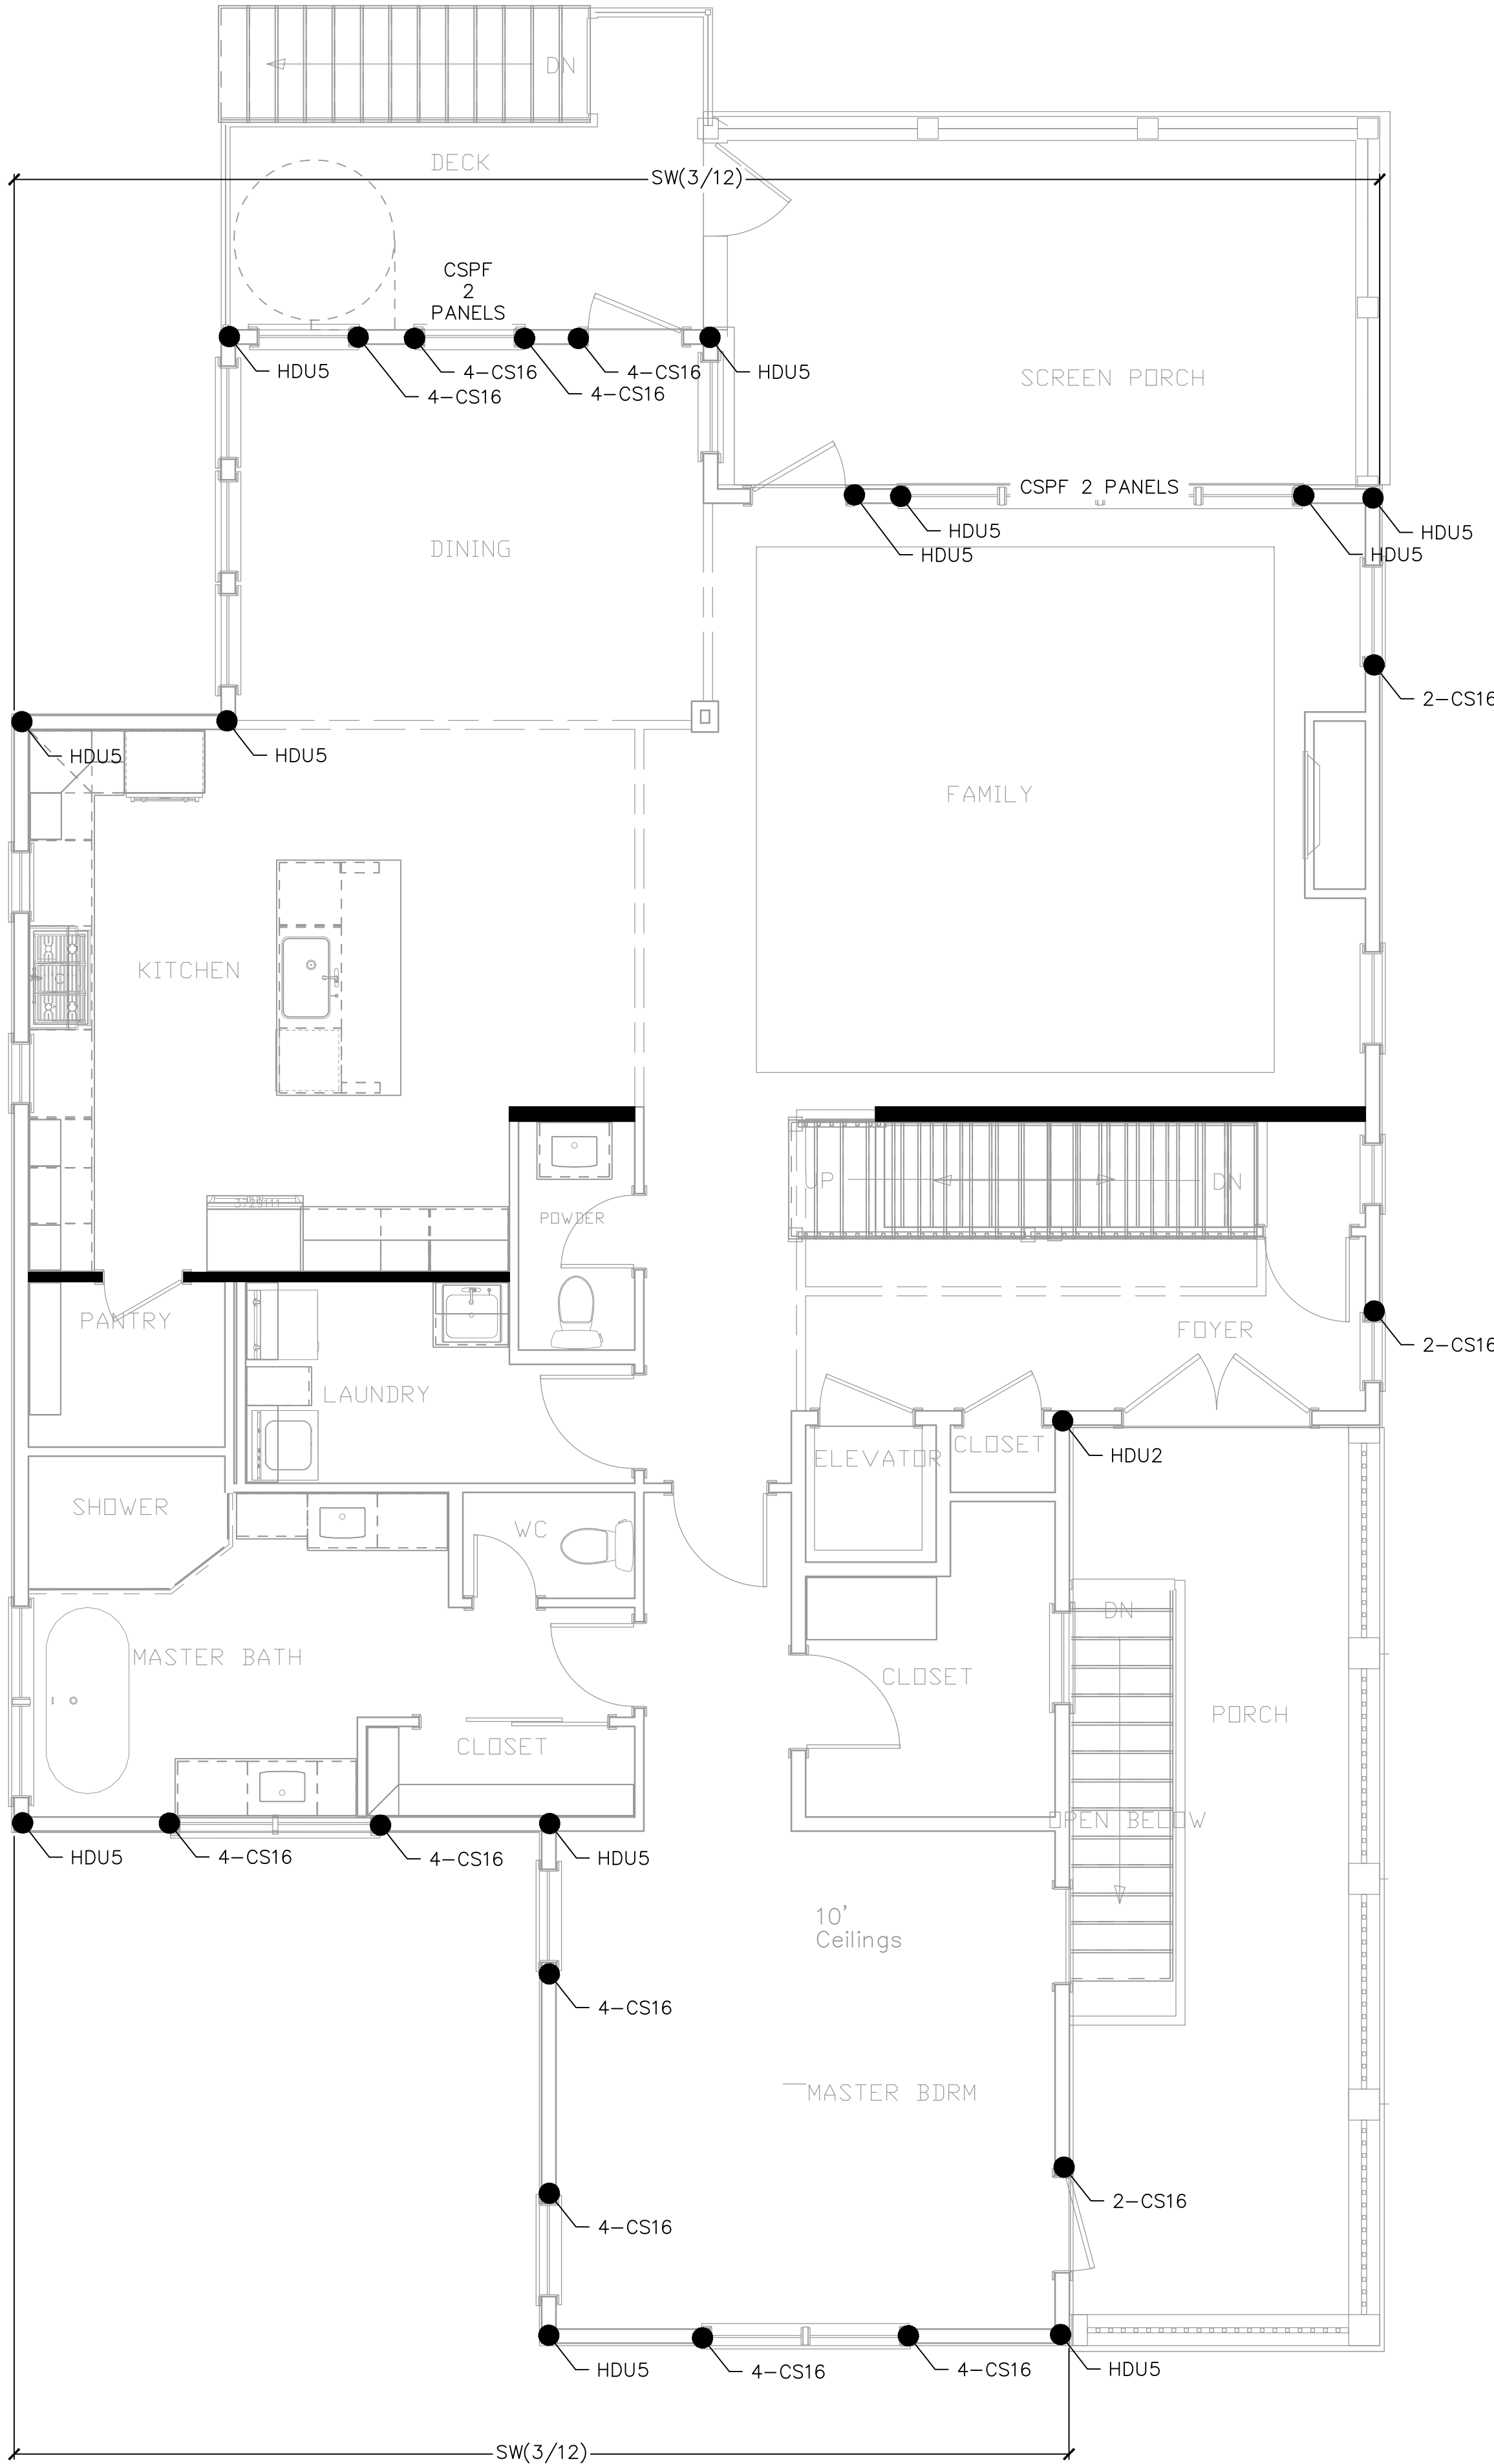 DN
DECK
SW(3/12)
CSPF
2
PANELS
HDU5
4-CS16
4-CS16
HDU5
4-CS16
4-CS16
SCREEN PORCH
CSPF 2 PANELS
HDU5
HDU5
HDU5
HDU5
DINING
2-CS16
HDU5
HDU5
FAMILY
KITCHEN
UP
DN
3729111
POWDER
PANTRY
FOYER
2-CS16
LAUNDRY
ELEVATOR
CLOSET
HDU2
SHOWER
WC
DN
MASTER BATH
CLOSET
PORCH
CLOSET
OPEN BELOW
HDU5
4-CS16
4-CS16
HDU5
10'
Ceilings
4-CS16
MASTER BDRM
2-CS16
4-CS16
HDU5
4-CS16
4-CS16
HDU5
SW(3/12)